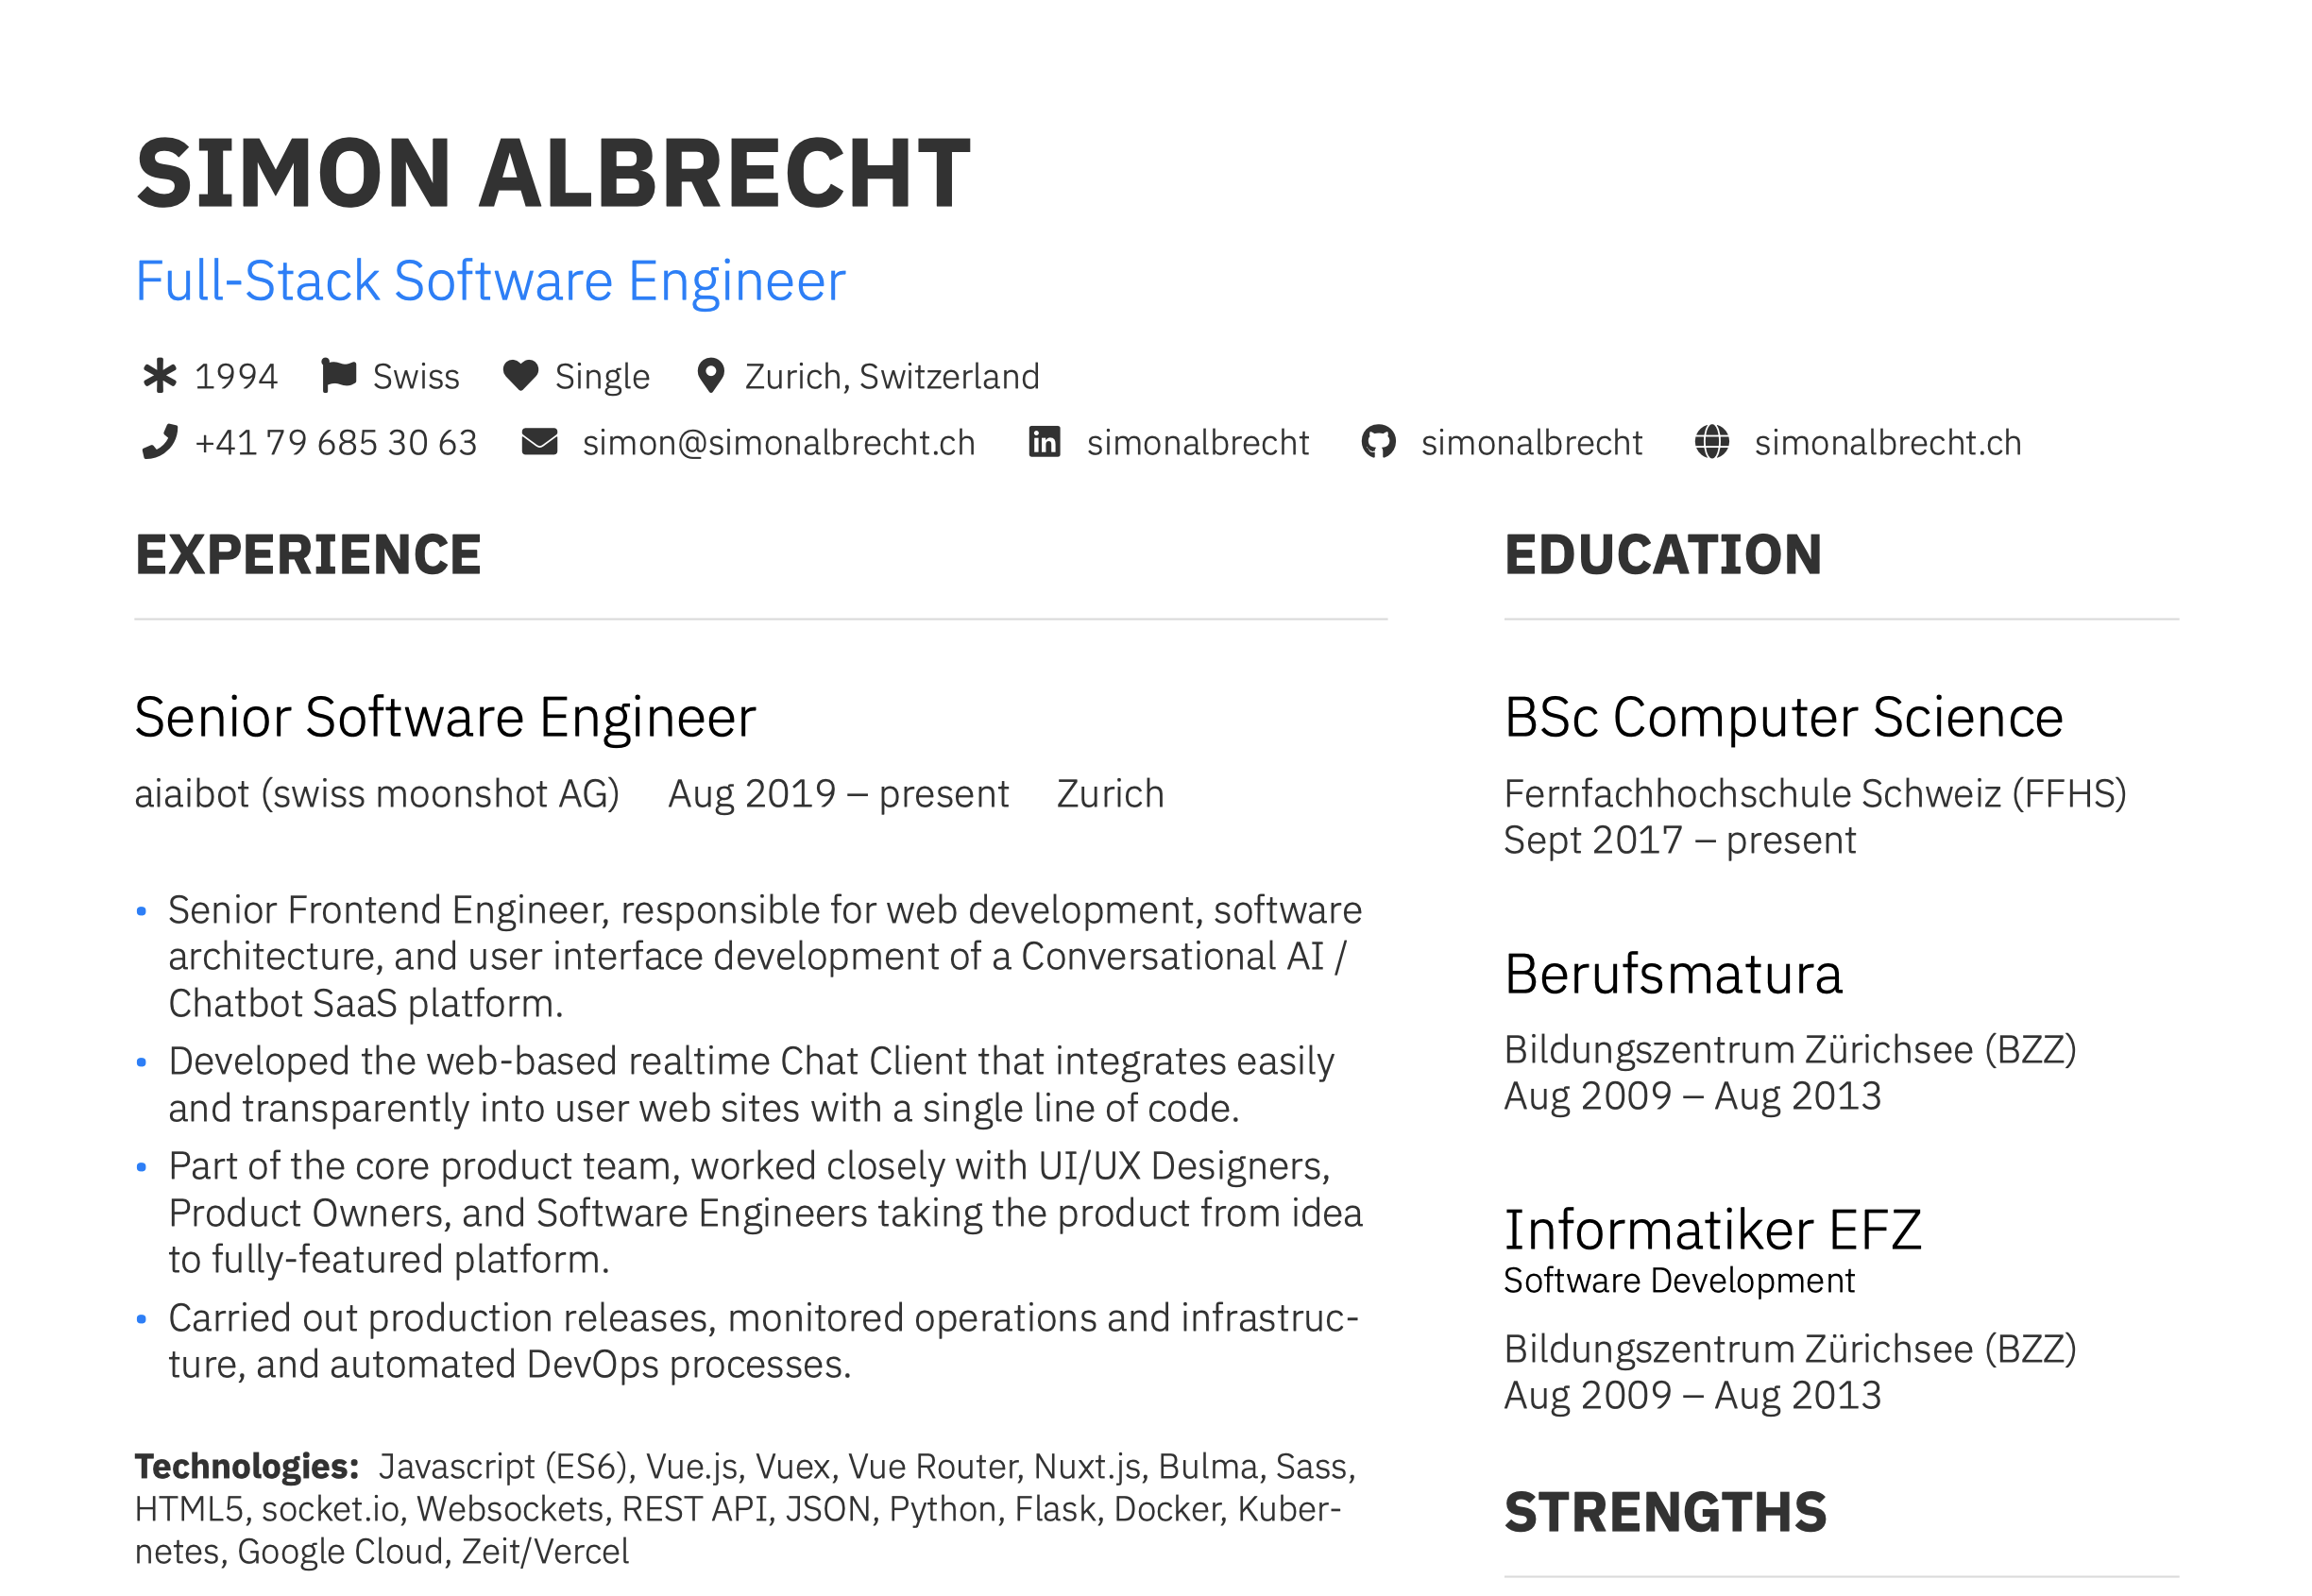 SIMON ALBRECHT
Full-Stack Software Engineer
1994 Swiss Single Zurich, Switzerland
+41 79 685 30 63 simon@simonalbrecht.ch simonalbrecht simonalbrecht simonalbrecht.ch
EXPERIENCE
Senior Software Engineer
aiaibot (swiss moonshot AG) Aug 2019 – present Zurich
• Senior Frontend Engineer, responsible for web development, software
architecture, and user interface development of a Conversational AI /
Chatbot SaaS platform.
• Developed the web-based realtime Chat Client that integrates easily
and transparently into user web sites with a single line of code.
• Part of the core product team, worked closely with UI/UX Designers,
Product Owners, and Software Engineers taking the product from idea
to fully-featured platform.
• Carried out production releases, monitored operations and infrastruc-
ture, and automated DevOps processes.
Technologies: Javascript (ES6), Vue.js, Vuex, Vue Router, Nuxt.js, Bulma, Sass,
HTML5, socket.io, Websockets, REST API, JSON, Python, Flask, Docker, Kuber-
netes, Google Cloud, Zeit/Vercel
EDUCATION
BSc Computer Science
Fernfachhochschule Schweiz (FFHS)
Sept 2017 – present
Berufsmatura
Bildungszentrum Zürichsee (BZZ)
Aug 2009 – Aug 2013
Informatiker EFZ
Software Development
Bildungszentrum Zürichsee (BZZ)
Aug 2009 – Aug 2013
STRENGTHS